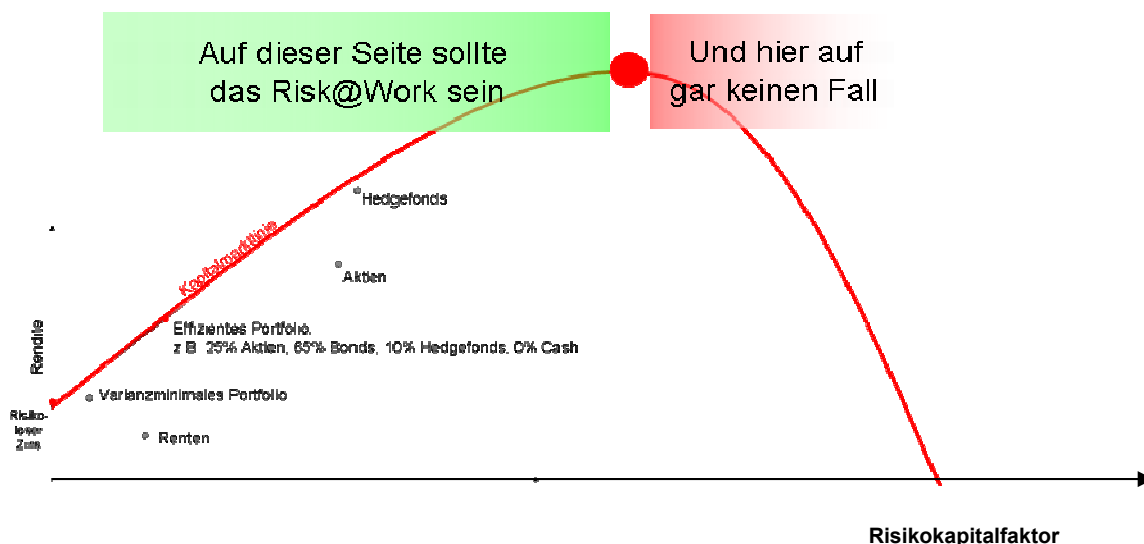 Auf dieser Seite sollte
das Risk@Work sein
Und hier auf
gar keinen Fall
Hedgefonds
Kapitalmarktlinie
Aktien
Rendite
Effizientes Portfolio,
z B 25% Aktien, 65% Bonds, 10% Hedgefonds, 0% Cash
Varianzminimales Portfolio
Risiko-
loser
Zins
Renten
Risikokapitalfaktor